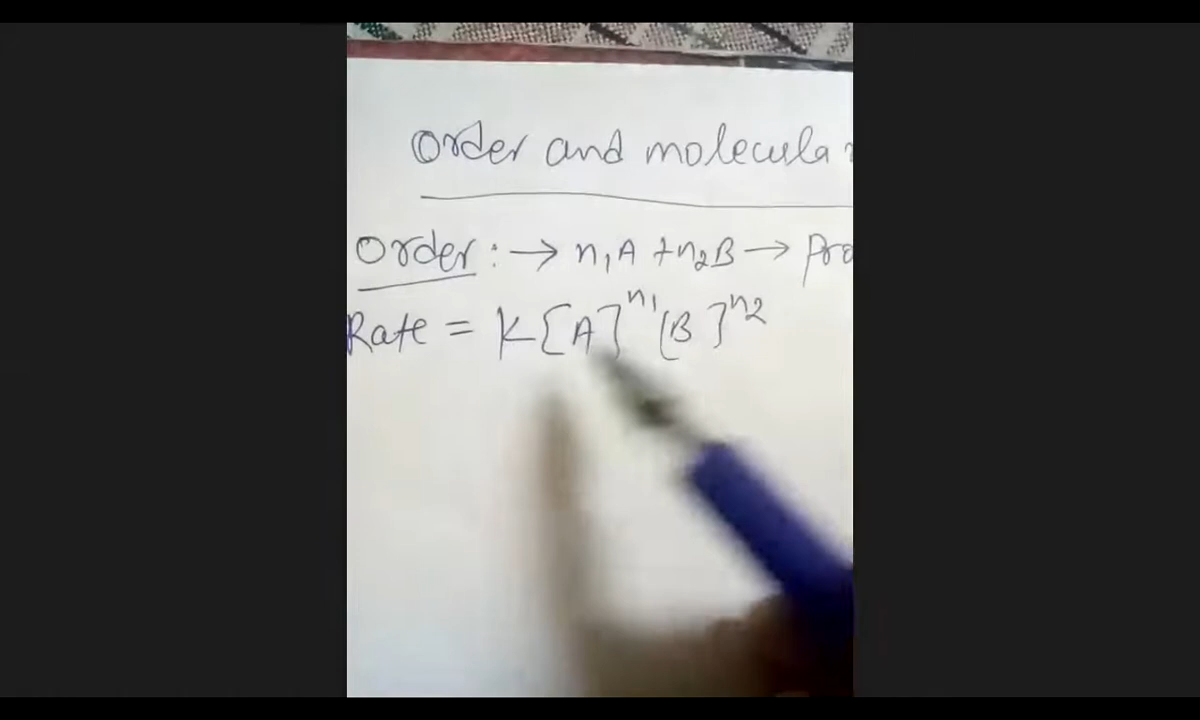 Order and molecula
Order : → n₁A + n₂B → Pro
Rate = K[A]^n₁ [B]^n₂